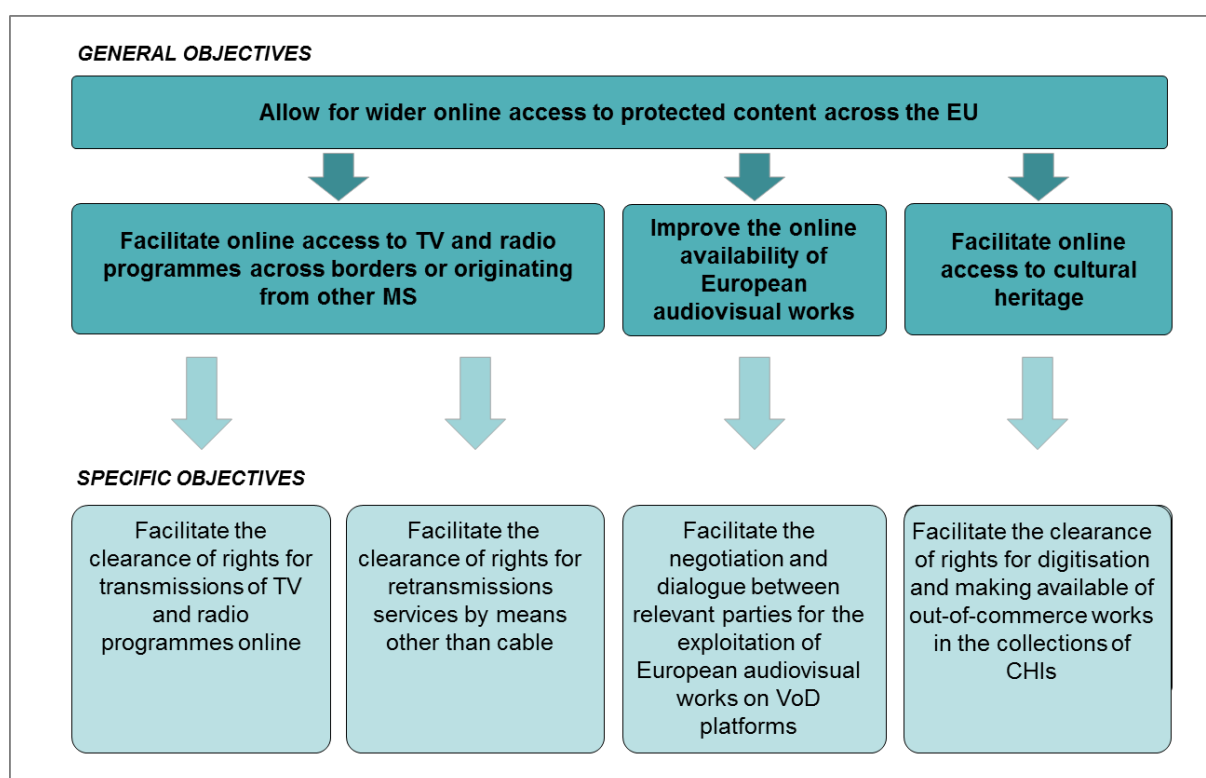 GENERAL OBJECTIVES
Allow for wider online access to protected content across the EU
Facilitate online access to TV and radio
programmes across borders or originating
from other MS
Improve the online
availability of
European
audiovisual works
Facilitate online
access to cultural
heritage
SPECIFIC OBJECTIVES
Facilitate the
clearance of rights for
transmissions of TV
and radio
programmes online
Facilitate the
clearance of rights for
retransmissions
services by means
other than cable
Facilitate the
negotiation and
dialogue between
relevant parties for the
exploitation of
European audiovisual
works on VoD
platforms
Facilitate the clearance
of rights for digitisation
and making available of
out-of-commerce works
in the collections of
CHIs